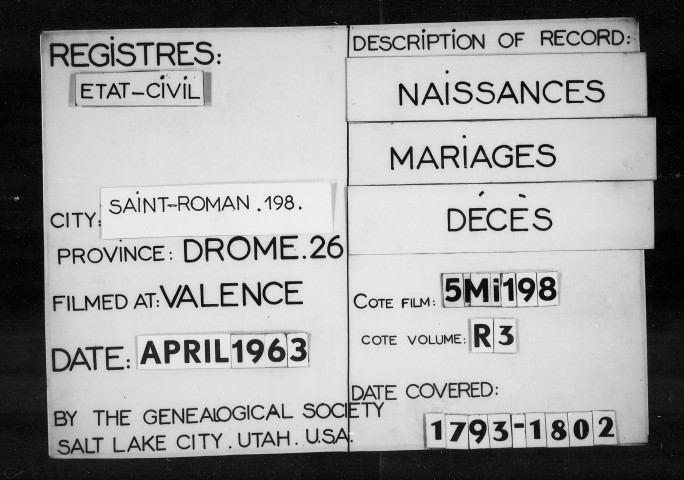 REGISTRES:
ETAT-CIVIL
CITY: SAINT-ROMAN.198.
PROVINCE: DROME.26
FILMED AT: VALENCE
DATE: APRIL 1963
BY THE GENEALOGICAL SOCIETY
SALT LAKE CITY. UTAH. U.S.A.
DESCRIPTION OF RECORD:
NAISSANCES
MARIAGES
DÉCÈS
COTE FILM: 5Mi198
COTE VOLUME: R3
DATE COVERED:
1793-1802